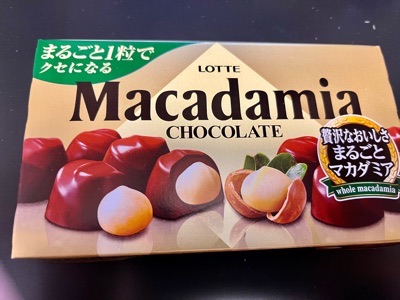 まるごと1粒で
クセになる
LOTTE
Macadamia
CHOCOLATE
贅沢なおいしさ
まるごと
マカダミア
whole macadamia